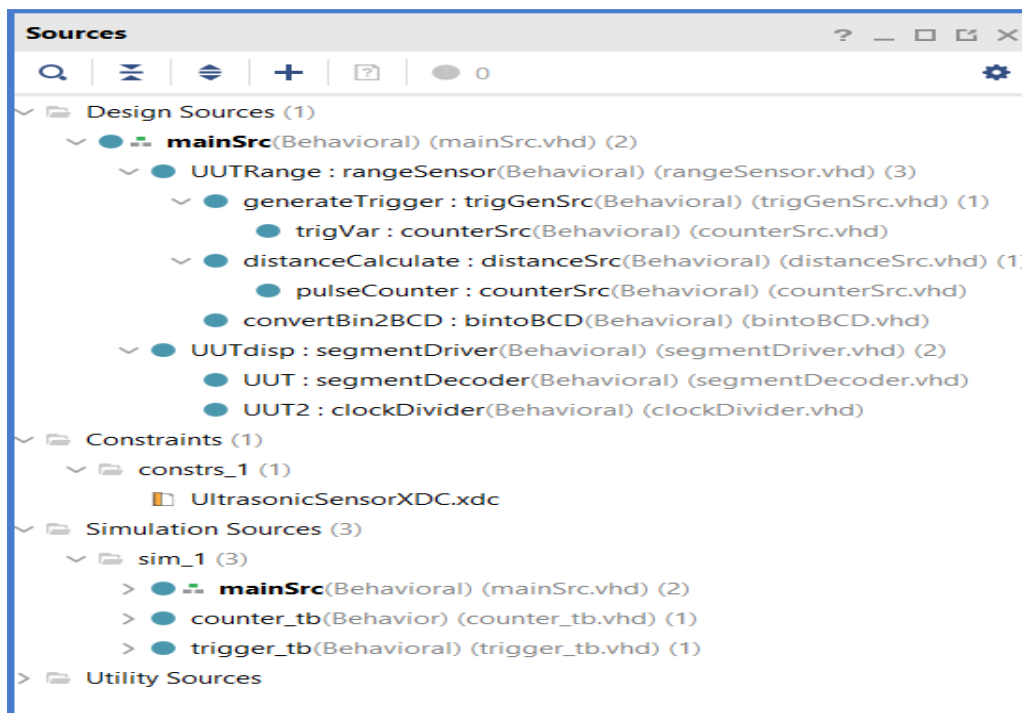 Sources
0
Design Sources (1)
mainSrc(Behavioral) (mainSrc.vhd) (2)
UUTRange : rangeSensor(Behavioral) (rangeSensor.vhd) (3)
generateTrigger : trigGenSrc(Behavioral) (trigGenSrc.vhd) (1)
trigVar : counterSrc(Behavioral) (counterSrc.vhd)
distanceCalculate : distanceSrc(Behavioral) (distanceSrc.vhd) (1)
pulseCounter : counterSrc(Behavioral) (counterSrc.vhd)
convertBin2BCD : bintoBCD(Behavioral) (bintoBCD.vhd)
UUTdisp : segmentDriver(Behavioral) (segmentDriver.vhd) (2)
UUT : segmentDecoder(Behavioral) (segmentDecoder.vhd)
UUT2 : clockDivider(Behavioral) (clockDivider.vhd)
Constraints (1)
constrs_1 (1)
UltrasonicSensorXDC.xdc
Simulation Sources (3)
sim_1 (3)
mainSrc(Behavioral) (mainSrc.vhd) (2)
counter_tb(Behavior) (counter_tb.vhd) (1)
trigger_tb(Behavioral) (trigger_tb.vhd) (1)
Utility Sources